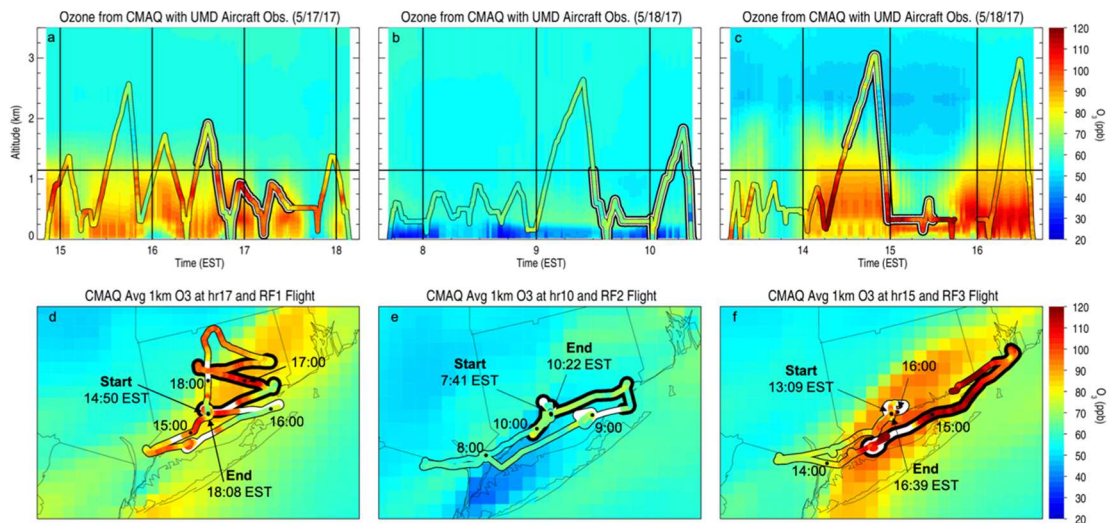 Ozone from CMAQ with UMD Aircraft Obs. (5/17/17)
Ozone from CMAQ with UMD Aircraft Obs. (5/18/17)
Ozone from CMAQ with UMD Aircraft Obs. (5/18/17)
a
b
c
Altitude (km)
3
2
1
0
15 16 17 18
Time (EST)
8 9 10
Time (EST)
14 15 16
Time (EST)
120
110
100
90
80
70
60
50
40
30
20
O3 (ppb)
CMAQ Avg 1km O3 at hr17 and RF1 Flight
CMAQ Avg 1km O3 at hr10 and RF2 Flight
CMAQ Avg 1km O3 at hr15 and RF3 Flight
d
17:00
Start
14:50 EST
18:00
15:00
16:00
End
18:08 EST
e
Start
7:41 EST
End
10:22 EST
10:00
9:00
8:00
f
16:00
Start
13:09 EST
15:00
14:00
End
16:39 EST
120
110
100
90
80
70
60
50
40
30
20
O3 (ppb)